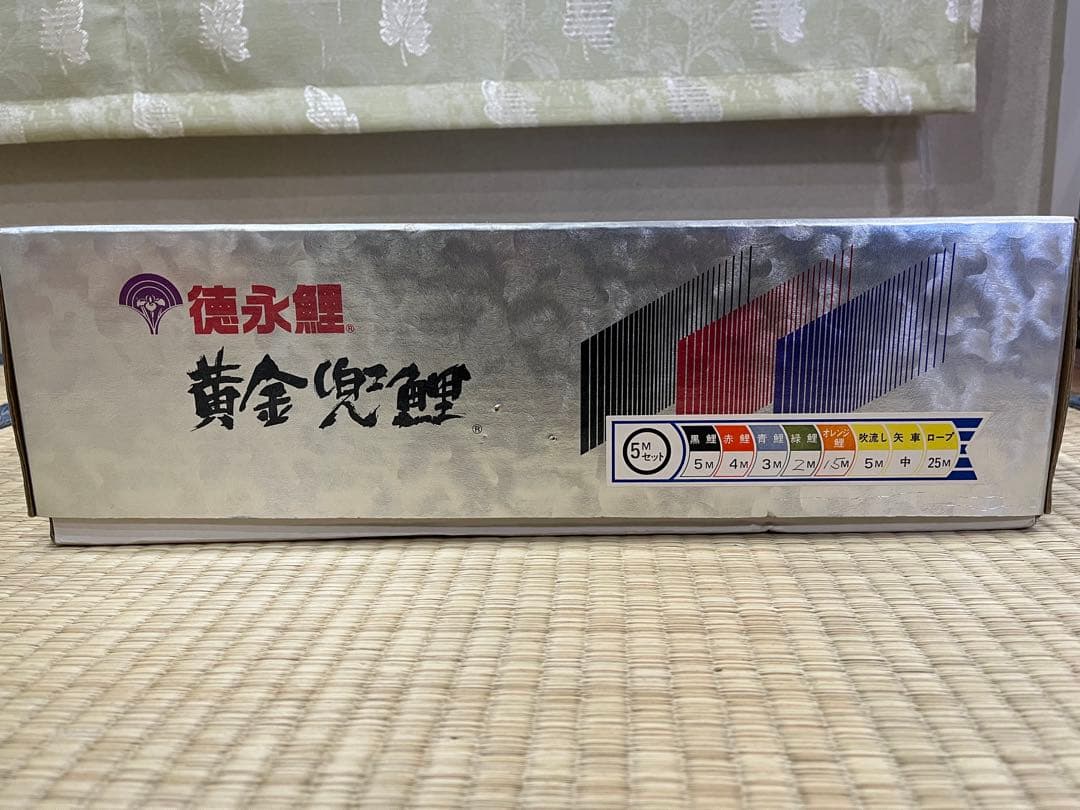 徳永鯉®
黄金兜鯉®
5M セット
黒鯉 赤鯉 青鯉 緑鯉 オレンジ鯉 吹流し 矢車 ロープ
5M 4M 3M 2M 1.5M 5M 中 25M